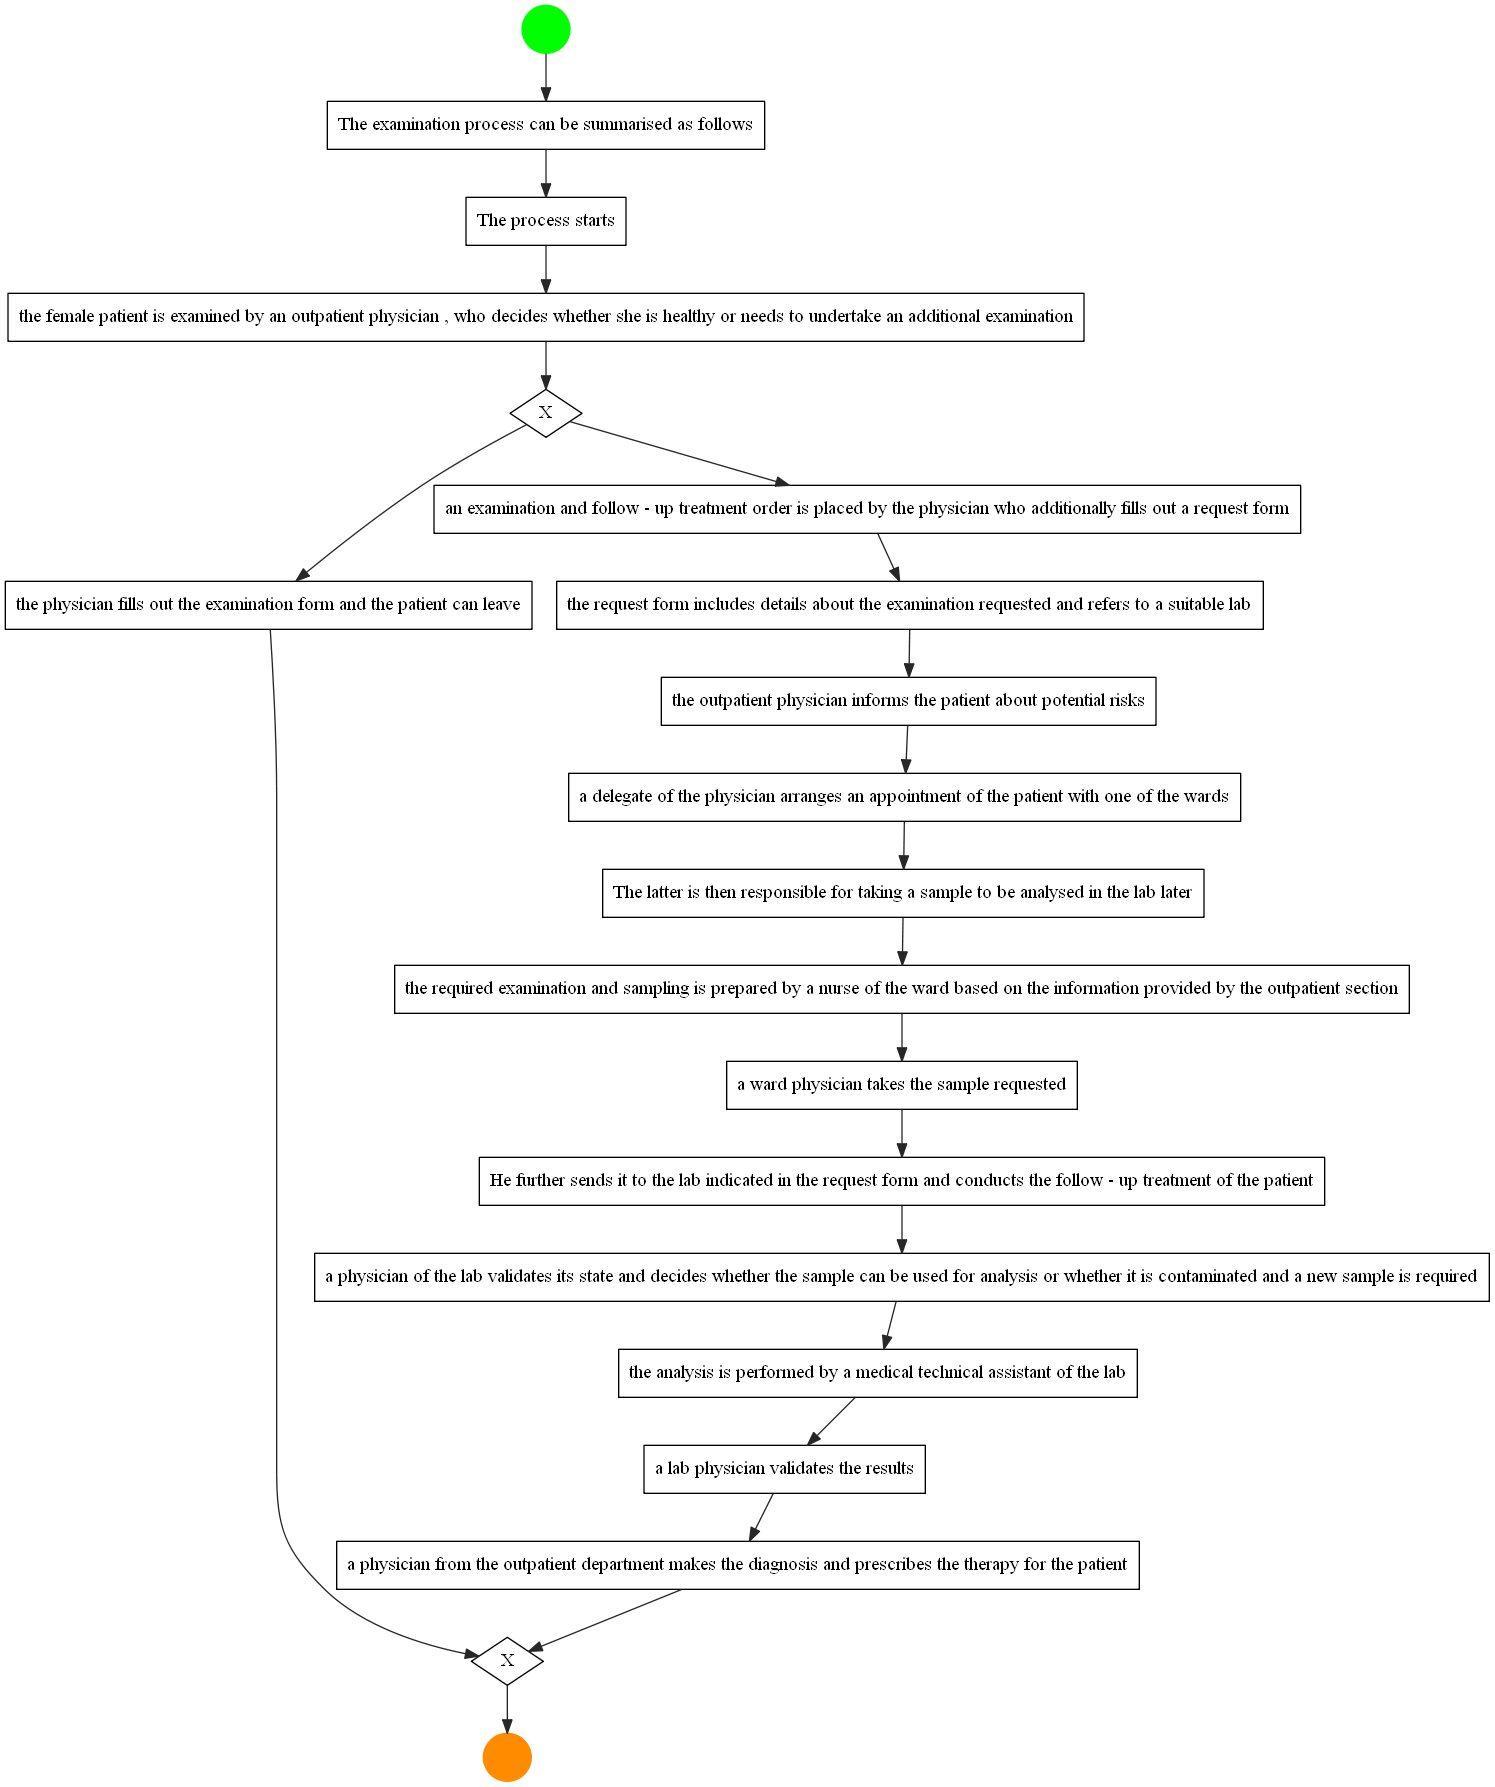 The examination process can be summarised as follows
The process starts
the female patient is examined by an outpatient physician , who decides whether she is healthy or needs to undertake an additional examination
X
an examination and follow - up treatment order is placed by the physician who additionally fills out a request form
the physician fills out the examination form and the patient can leave
the request form includes details about the examination requested and refers to a suitable lab
the outpatient physician informs the patient about potential risks
a delegate of the physician arranges an appointment of the patient with one of the wards
The latter is then responsible for taking a sample to be analysed in the lab later
the required examination and sampling is prepared by a nurse of the ward based on the information provided by the outpatient section
a ward physician takes the sample requested
He further sends it to the lab indicated in the request form and conducts the follow - up treatment of the patient
a physician of the lab validates its state and decides whether the sample can be used for analysis or whether it is contaminated and a new sample is required
the analysis is performed by a medical technical assistant of the lab
a lab physician validates the results
a physician from the outpatient department makes the diagnosis and prescribes the therapy for the patient
X